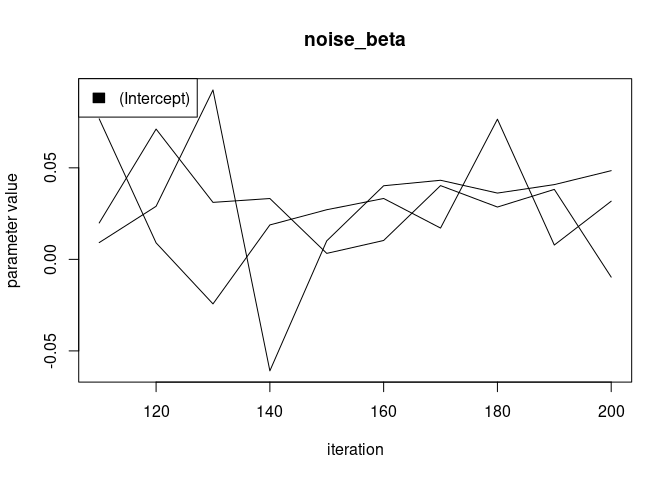 noise_beta
(Intercept)
parameter value
0.05
0.00
-0.05
120 140 160 180 200
iteration